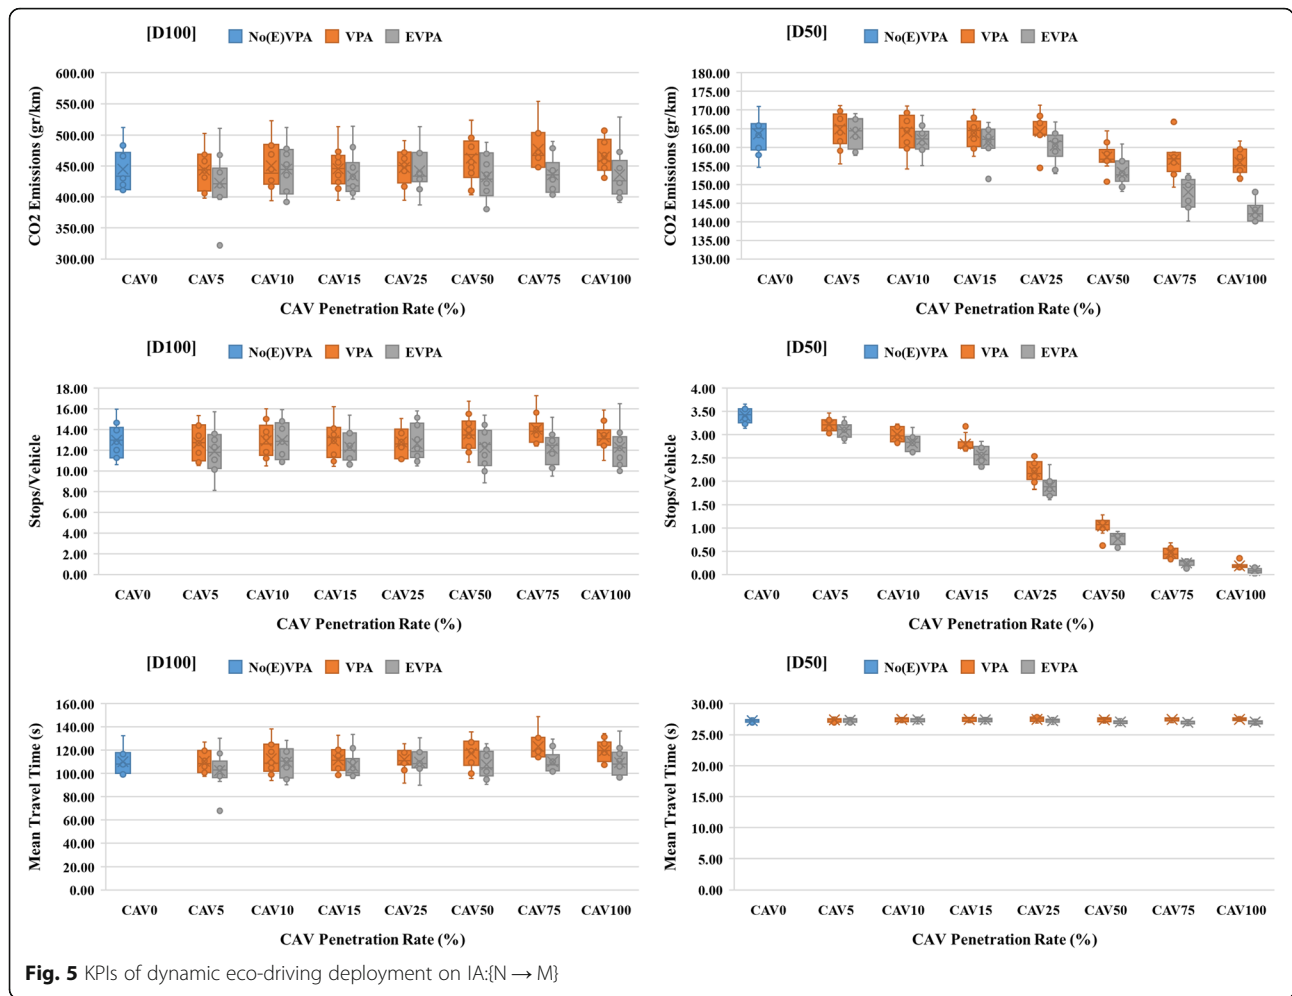 [D100]
No(E)VPA VPA EVPA
CO2 Emissions (gr/km)
600.00
550.00
500.00
450.00
400.00
350.00
300.00
CAV0 CAV5 CAV10 CAV15 CAV25 CAV50 CAV75 CAV100
CAV Penetration Rate (%)
[D50]
No(E)VPA VPA EVPA
CO2 Emissions (gr/km)
180.00
175.00
170.00
165.00
160.00
155.00
150.00
145.00
140.00
135.00
130.00
CAV0 CAV5 CAV10 CAV15 CAV25 CAV50 CAV75 CAV100
CAV Penetration Rate (%)
[D100]
No(E)VPA VPA EVPA
Stops/Vehicle
18.00
16.00
14.00
12.00
10.00
8.00
6.00
4.00
2.00
0.00
CAV0 CAV5 CAV10 CAV15 CAV25 CAV50 CAV75 CAV100
CAV Penetration Rate (%)
[D50]
No(E)VPA VPA EVPA
Stops/Vehicle
4.00
3.50
3.00
2.50
2.00
1.50
1.00
0.50
0.00
CAV0 CAV5 CAV10 CAV15 CAV25 CAV50 CAV75 CAV100
CAV Penetration Rate (%)
[D100]
No(E)VPA VPA EVPA
Mean Travel Time (s)
160.00
140.00
120.00
100.00
80.00
60.00
40.00
20.00
0.00
CAV0 CAV5 CAV10 CAV15 CAV25 CAV50 CAV75 CAV100
CAV Penetration Rate (%)
[D50]
No(E)VPA VPA EVPA
Mean Travel Time (s)
30.00
25.00
20.00
15.00
10.00
5.00
0.00
CAV0 CAV5 CAV10 CAV15 CAV25 CAV50 CAV75 CAV100
CAV Penetration Rate (%)
Fig. 5 KPIs of dynamic eco-driving deployment on IA:{N → M}